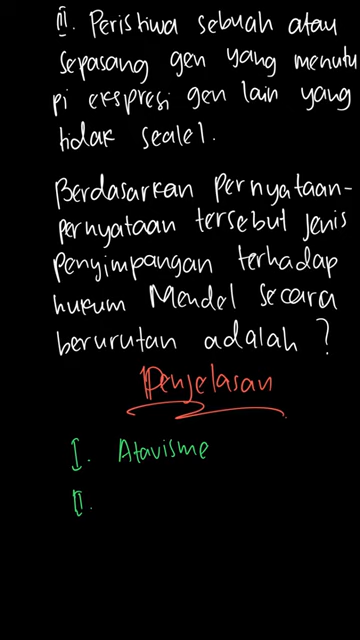 III. Peristiwa sebuah atau
sepasang gen yang menutu
pi ekspresi gen lain yang
tidak sealel.
Berdasarkan pernyataan-
pernyataan tersebut jenis
penyimpangan terhadap
hukum Mendel secara
berurutan adalah ?
Penjelasan
I. Atavisme
II.